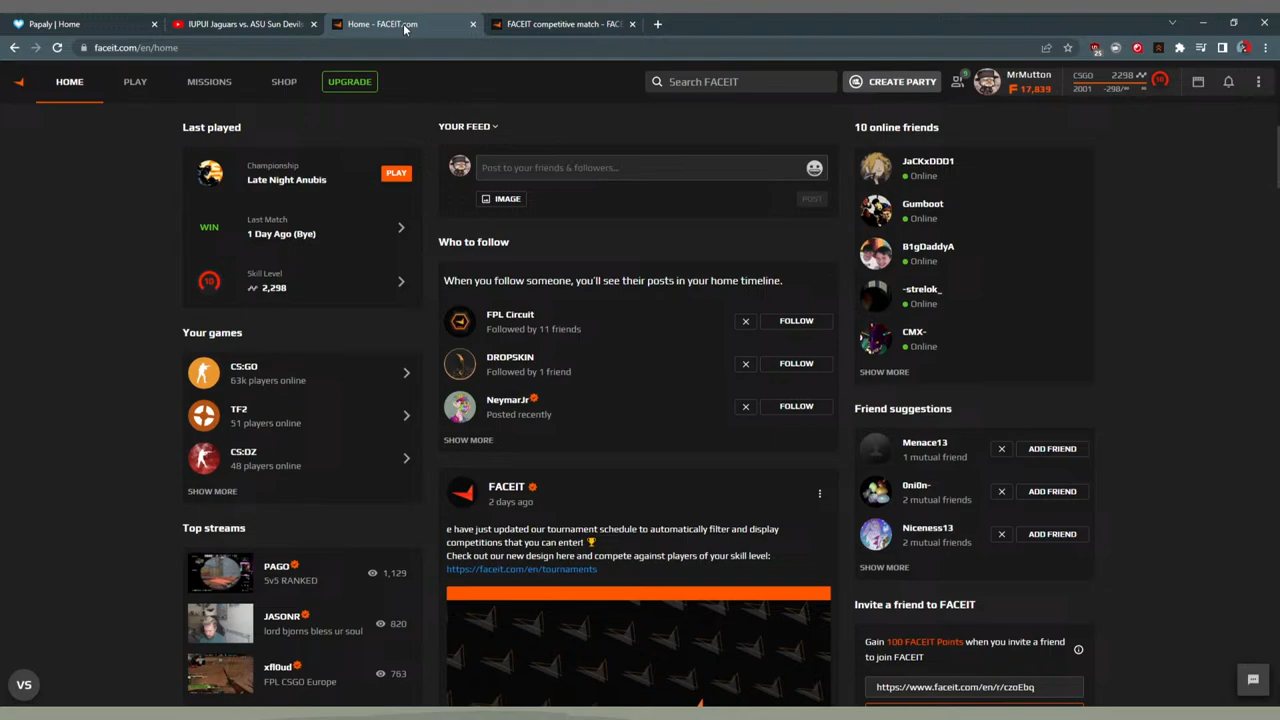 Papaly | Home
IUPUI Jaguars vs. ASU Sun Devils
Home - FACEIT.com
FACEIT competitive match - FACE
faceit.com/en/home
25
HOME
PLAY
MISSIONS
SHOP
UPGRADE
Search FACEIT
CREATE PARTY
9
MrMutton
17,839
CSGO 2298
2001 -298/∞
10
Last played
Championship
Late Night Anubis
PLAY
WIN
Last Match
1 Day Ago (Bye)
10
Skill Level
2,298
Your games
CS:GO
63k players online
TF2
51 players online
CS:DZ
48 players online
SHOW MORE
Top streams
PAGO
5v5 RANKED
1,129
JASONR
lord bjorns bless ur soul
820
xfl0ud
FPL CSGO Europe
763
VS
YOUR FEED
Post to your friends & followers...
IMAGE
POST
Who to follow
When you follow someone, you'll see their posts in your home timeline.
FPL Circuit
Followed by 11 friends
FOLLOW
DROPSKIN
Followed by 1 friend
FOLLOW
NeymarJr
Posted recently
FOLLOW
SHOW MORE
FACEIT
2 days ago
e have just updated our tournament schedule to automatically filter and display
competitions that you can enter! 🏆
Check out our new design here and compete against players of your skill level:
https://faceit.com/en/tournaments
10 online friends
JaCKxDDD1
Online
Gumboot
Online
B1gDaddyA
Online
-strelok_
Online
CMX-
Online
SHOW MORE
Friend suggestions
Menace13
1 mutual friend
ADD FRIEND
0ni0n-
2 mutual friends
ADD FRIEND
Niceness13
2 mutual friends
ADD FRIEND
SHOW MORE
Invite a friend to FACEIT
Gain 100 FACEIT Points when you invite a friend
to join FACEIT
https://www.faceit.com/en/r/czoEbq